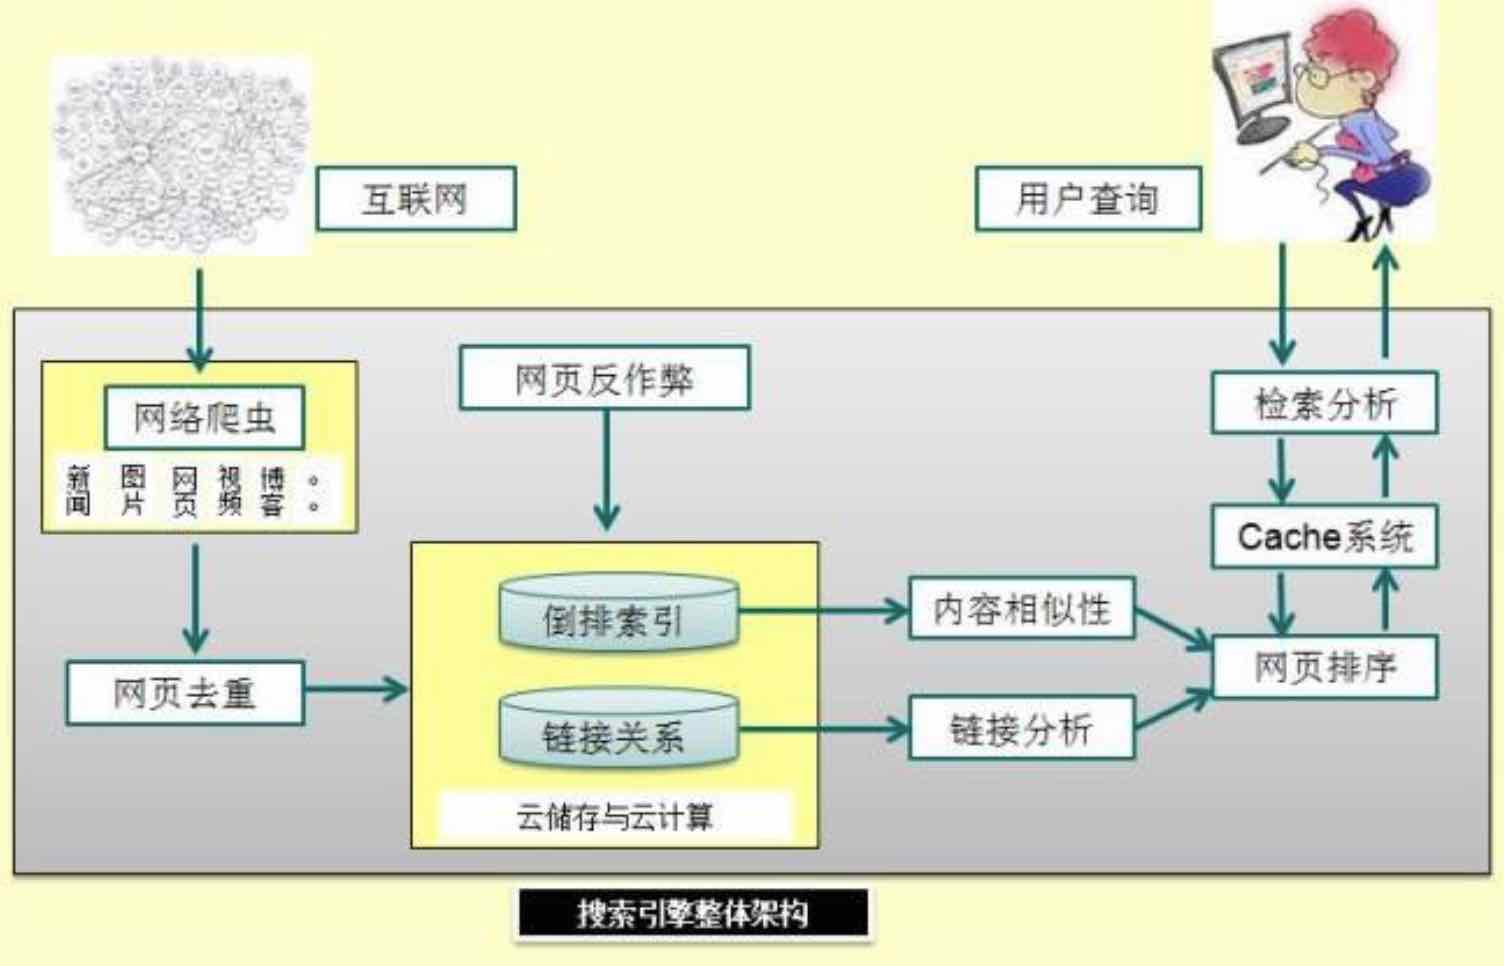 互联网
用户查询
网络爬虫
新闻 图片 网页 视频 博客 。。
网页反作弊
检索分析
Cache系统
倒排索引
内容相似性
网页去重
网页排序
链接关系
链接分析
云储存与云计算
搜索引擎整体架构